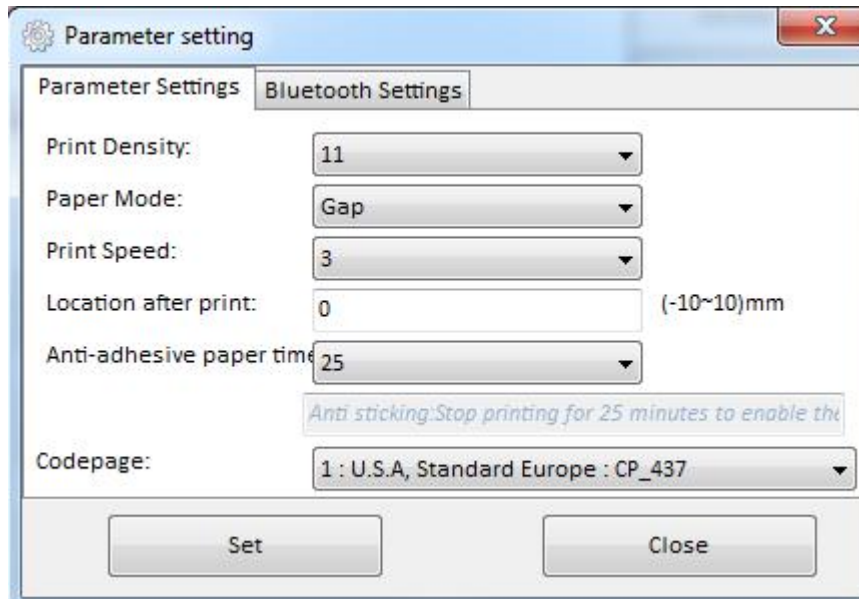 Parameter setting
Parameter Settings
Bluetooth Settings
Print Density:
11
Paper Mode:
Gap
Print Speed:
3
Location after print:
0
(-10~10)mm
Anti-adhesive paper time
25
Anti sticking:Stop printing for 25 minutes to enable the
Codepage:
1 : U.S.A, Standard Europe : CP_437
Set
Close